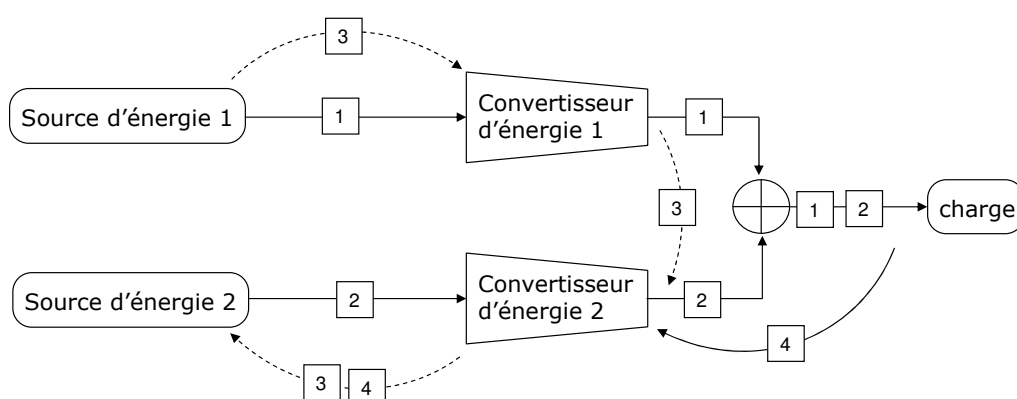 3
Source d'énergie 1
1
Convertisseur
d'énergie 1
1
3
1
2
charge
Source d'énergie 2
2
Convertisseur
d'énergie 2
2
4
3
4